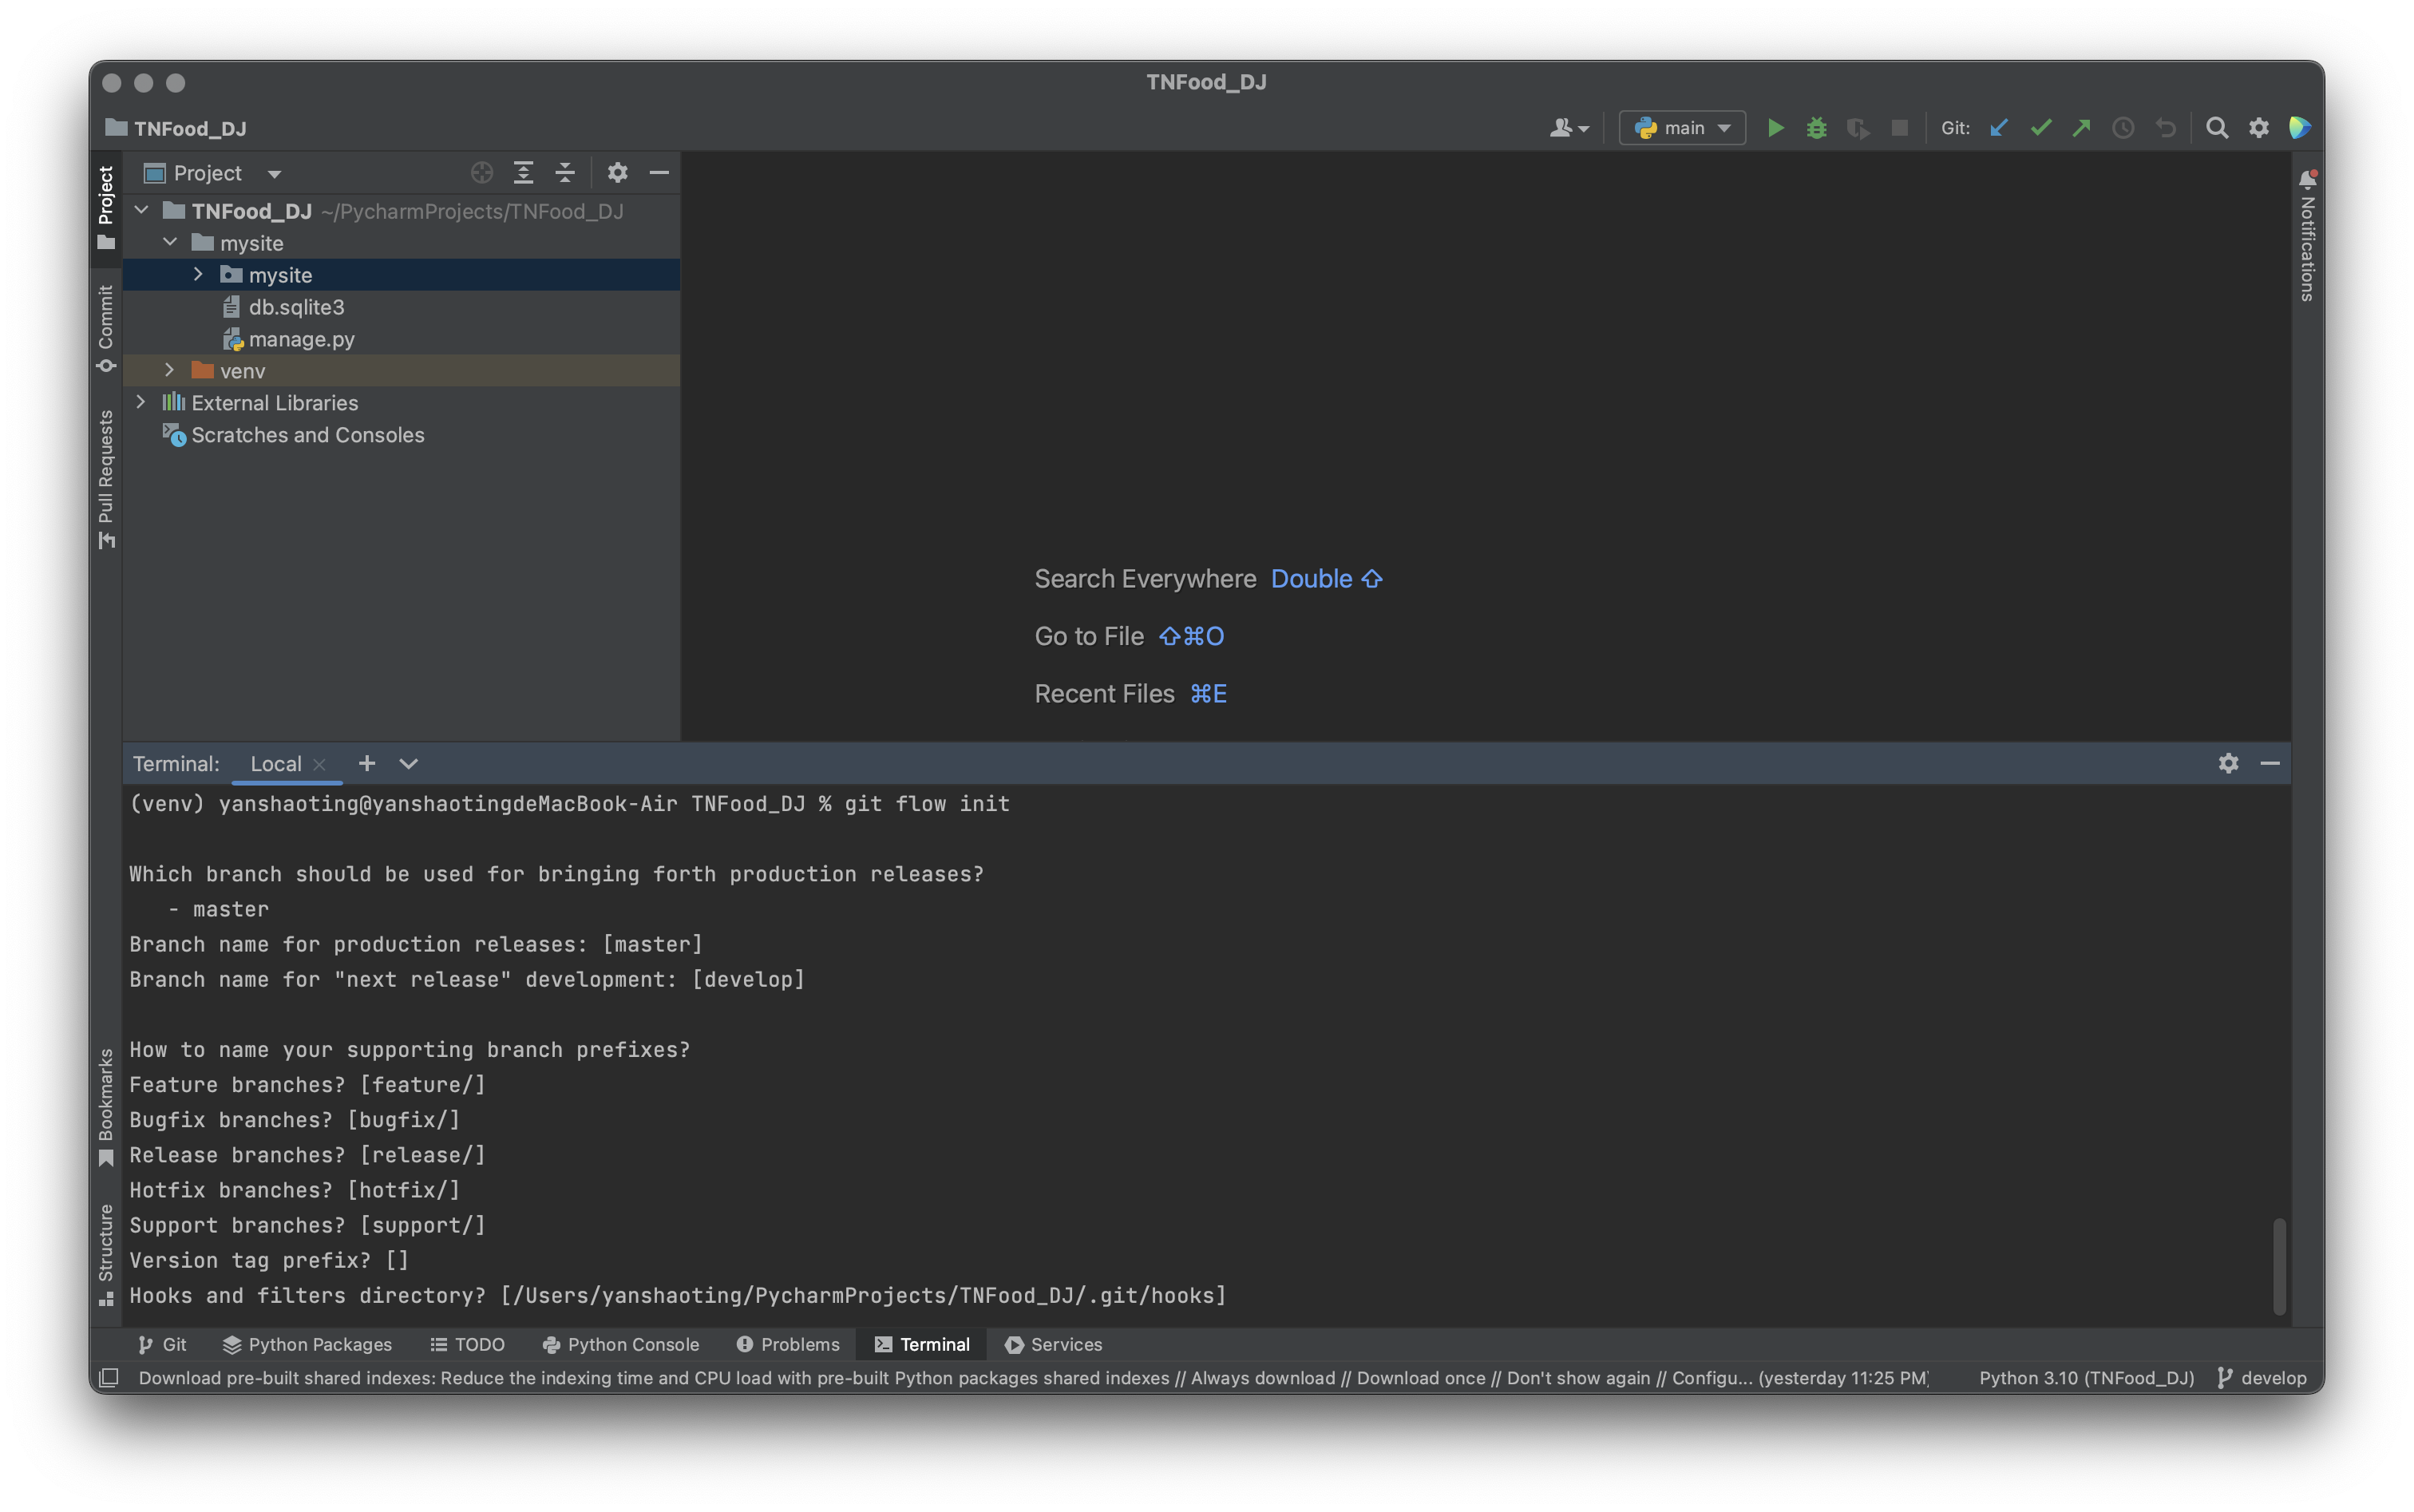 TNFood_DJ
TNFood_DJ
main
Git:
Project
Project
Commit
Pull Requests
Bookmarks
Structure
Notifications
TNFood_DJ ~/PycharmProjects/TNFood_DJ
mysite
mysite
db.sqlite3
manage.py
venv
External Libraries
Scratches and Consoles
Search Everywhere Double ⇧
Go to File ⇧⌘O
Recent Files ⌘E
Terminal: Local
(venv) yanshaoting@yanshaotingdeMacBook-Air TNFood_DJ % git flow init
Which branch should be used for bringing forth production releases?
- master
Branch name for production releases: [master]
Branch name for "next release" development: [develop]
How to name your supporting branch prefixes?
Feature branches? [feature/]
Bugfix branches? [bugfix/]
Release branches? [release/]
Hotfix branches? [hotfix/]
Support branches? [support/]
Version tag prefix? []
Hooks and filters directory? [/Users/yanshaoting/PycharmProjects/TNFood_DJ/.git/hooks]
Git Python Packages TODO Python Console Problems Terminal Services
Download pre-built shared indexes: Reduce the indexing time and CPU load with pre-built Python packages shared indexes // Always download // Download once // Don't show again // Configu... (yesterday 11:25 PM) Python 3.10 (TNFood_DJ) develop